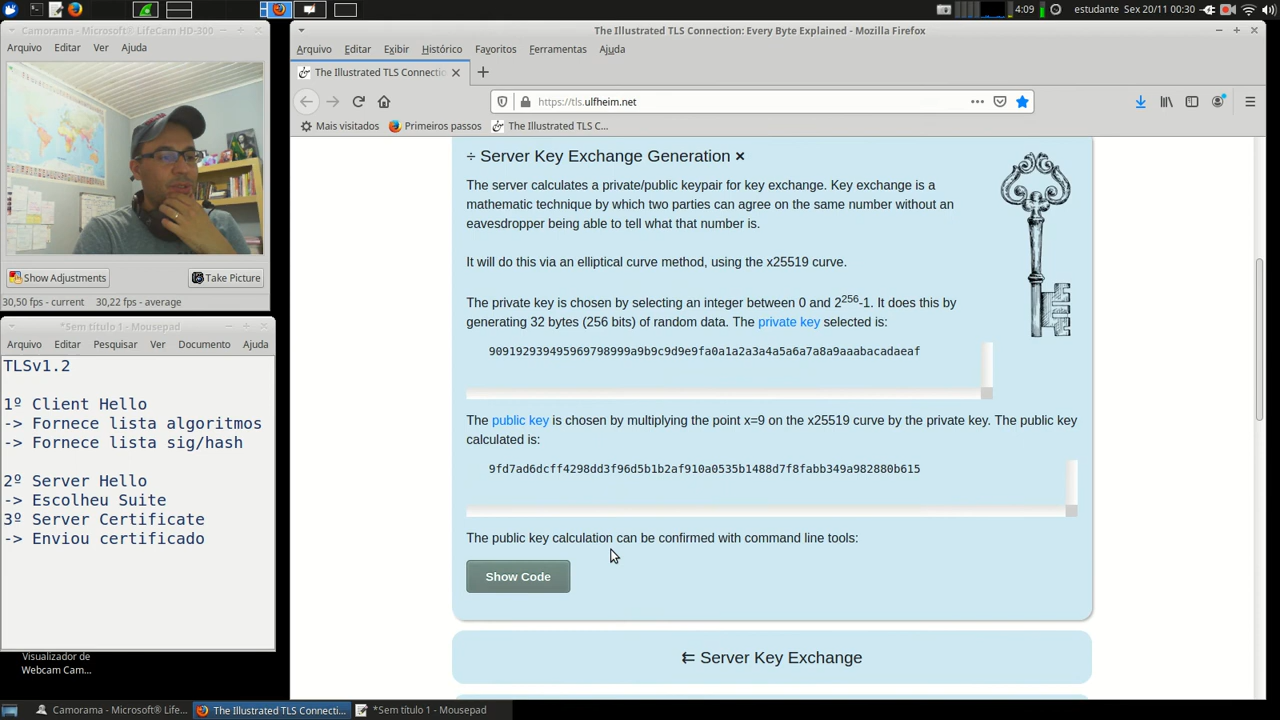 4:09 estudante Sex 20/11 00:30
Camorama - Microsoft® LifeCam HD-300
Arquivo Editar Ver Ajuda
Show Adjustments Take Picture
30,50 fps - current 30,22 fps - average
*Sem título 1 - Mousepad
Arquivo Editar Pesquisar Ver Documento Ajuda
TLSv1.2
1º Client Hello
-> Fornece lista algoritmos
-> Fornece lista sig/hash
2º Server Hello
-> Escolheu Suite
3º Server Certificate
-> Enviou certificado
Visualizador de
Webcam Cam...
The Illustrated TLS Connection: Every Byte Explained - Mozilla Firefox
Arquivo Editar Exibir Histórico Favoritos Ferramentas Ajuda
The Illustrated TLS Connectio
https://tls.ulfheim.net
Mais visitados Primeiros passos The Illustrated TLS C...
÷ Server Key Exchange Generation ×
The server calculates a private/public keypair for key exchange. Key exchange is a
mathematic technique by which two parties can agree on the same number without an
eavesdropper being able to tell what that number is.
It will do this via an elliptical curve method, using the x25519 curve.
The private key is chosen by selecting an integer between 0 and 2^256-1. It does this by
generating 32 bytes (256 bits) of random data. The private key selected is:
909192939495969798999a9b9c9d9e9fa0a1a2a3a4a5a6a7a8a9aaabacadaeaf
The public key is chosen by multiplying the point x=9 on the x25519 curve by the private key. The public key
calculated is:
9fd7ad6dcff4298dd3f96d5b1b2af910a0535b1488d7f8fabb349a982880b615
The public key calculation can be confirmed with command line tools:
Show Code
⇇ Server Key Exchange
Camorama - Microsoft® Life... The Illustrated TLS Connecti... *Sem título 1 - Mousepad